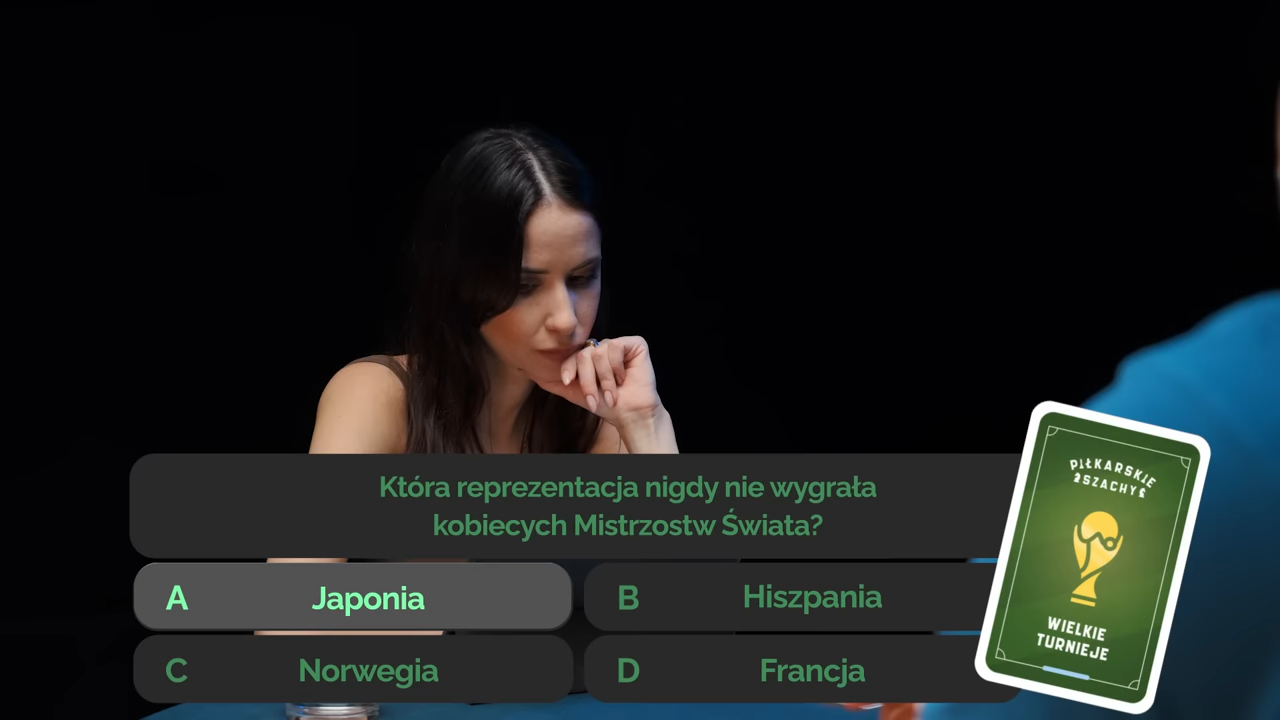 Która reprezentacja nigdy nie wygrała
kobiecych Mistrzostw Świata?
A Japonia
B Hiszpania
C Norwegia
D Francja
PIŁKARSKIE
SZACHY
WIELKIE
TURNIEJE